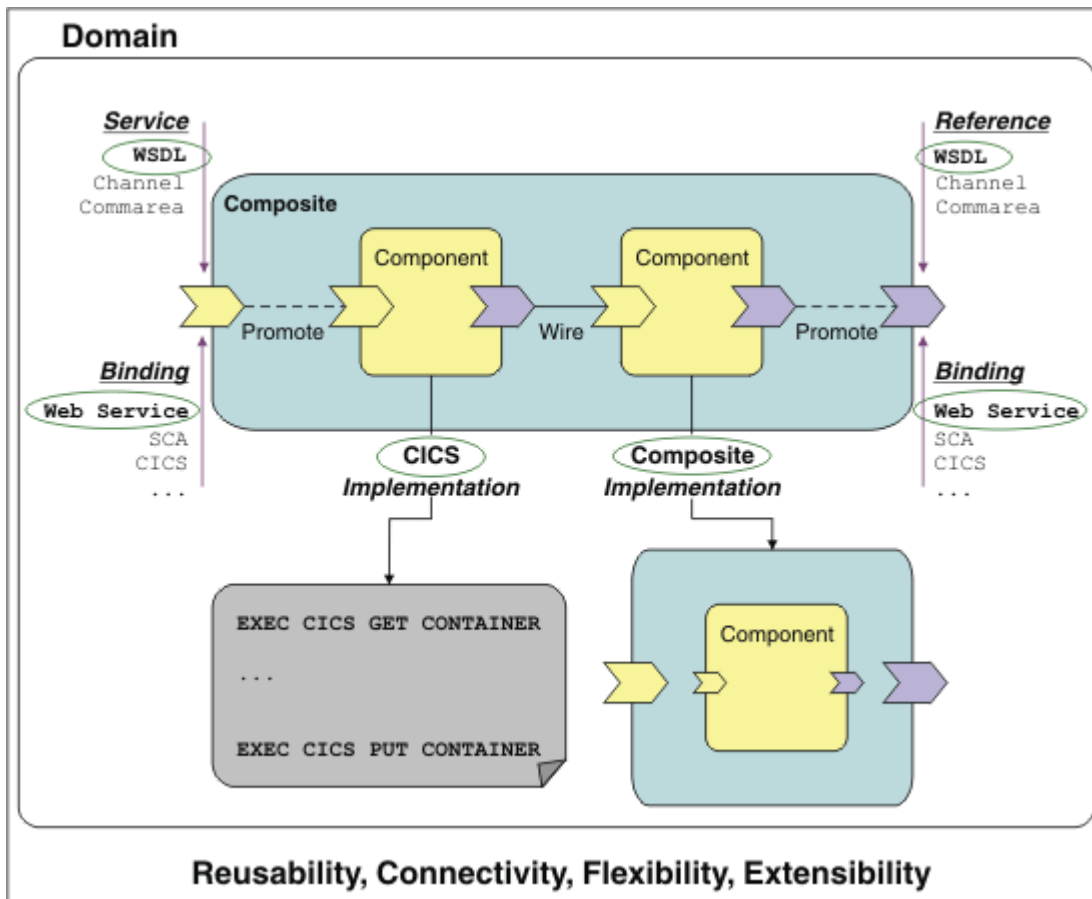 Domain
Service
WSDL
Channel
Commarea
Reference
WSDL
Channel
Commarea
Composite
Component
Component
Promote
Wire
Promote
Binding
Web Service
SCA
CICS
...
Binding
Web Service
SCA
CICS
...
CICS
Implementation
Composite
Implementation
EXEC CICS GET CONTAINER
...
EXEC CICS PUT CONTAINER
Component
Reusability, Connectivity, Flexibility, Extensibility